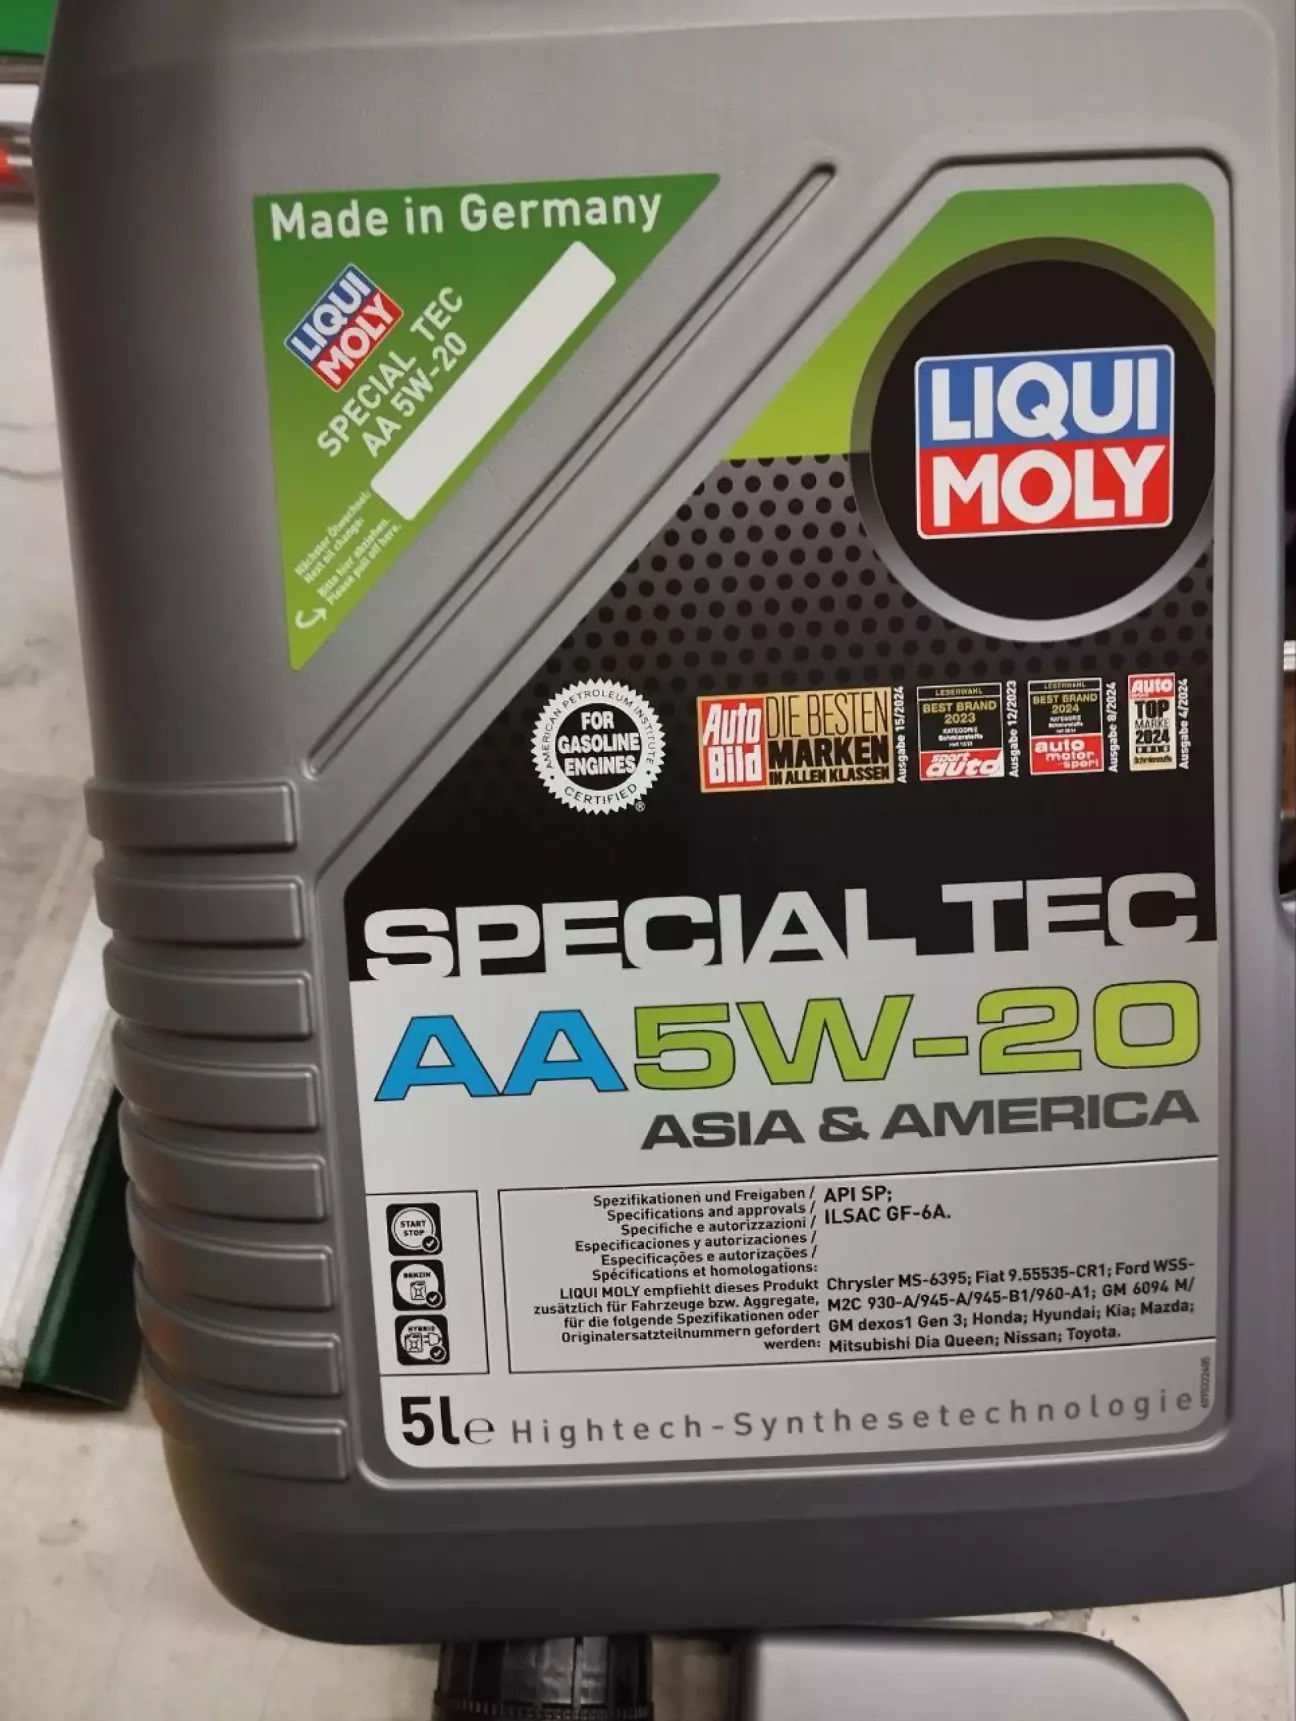 Made in Germany
LIQUI
MOLY
SPECIAL TEC
AA 5W-20
Nächster Ölwechsel:
Next oil change:
Bitte hier abziehen.
Please pull off here.
LIQUI
MOLY
AMERICAN PETROLEUM INSTITUTE
FOR
GASOLINE
ENGINES
CERTIFIED
®
Auto
Bild
DIE BESTEN
MARKEN
IN ALLEN KLASSEN
Ausgabe 15/2024
LESERWAHL
BEST BRAND
2023
KATEGORIE
Schmierstoffe
sport
auto
Ausgabe 12/2023
LESERWAHL
BEST BRAND
2024
KATEGORIE
Schmierstoffe
auto
motor
sport
Ausgabe 8/2024
Auto
TOP
MARKE
2024
Schmierstoffe
Ausgabe 4/2024
SPECIAL TEC
AA5W-20
ASIA & AMERICA
START
STOP
BENZIN
HYBRID
Spezifikationen und Freigaben /
Specifications and approvals /
Specifiche e autorizzazioni /
Especificaciones y autorizaciones /
Especificações e autorizações /
Spécifications et homologations:
API SP;
ILSAC GF-6A.
LIQUI MOLY empfiehlt dieses Produkt
zusätzlich für Fahrzeuge bzw. Aggregate,
für die folgende Spezifikationen oder
Originalersatzteilnummern gefordert
werden:
Chrysler MS-6395; Fiat 9.55535-CR1; Ford WSS-
M2C 930-A/945-A/945-B1/960-A1; GM 6094 M/
GM dexos1 Gen 3; Honda; Hyundai; Kia; Mazda;
Mitsubishi Dia Queen; Nissan; Toyota.
5l℮ Hightech-Synthesetechnologie